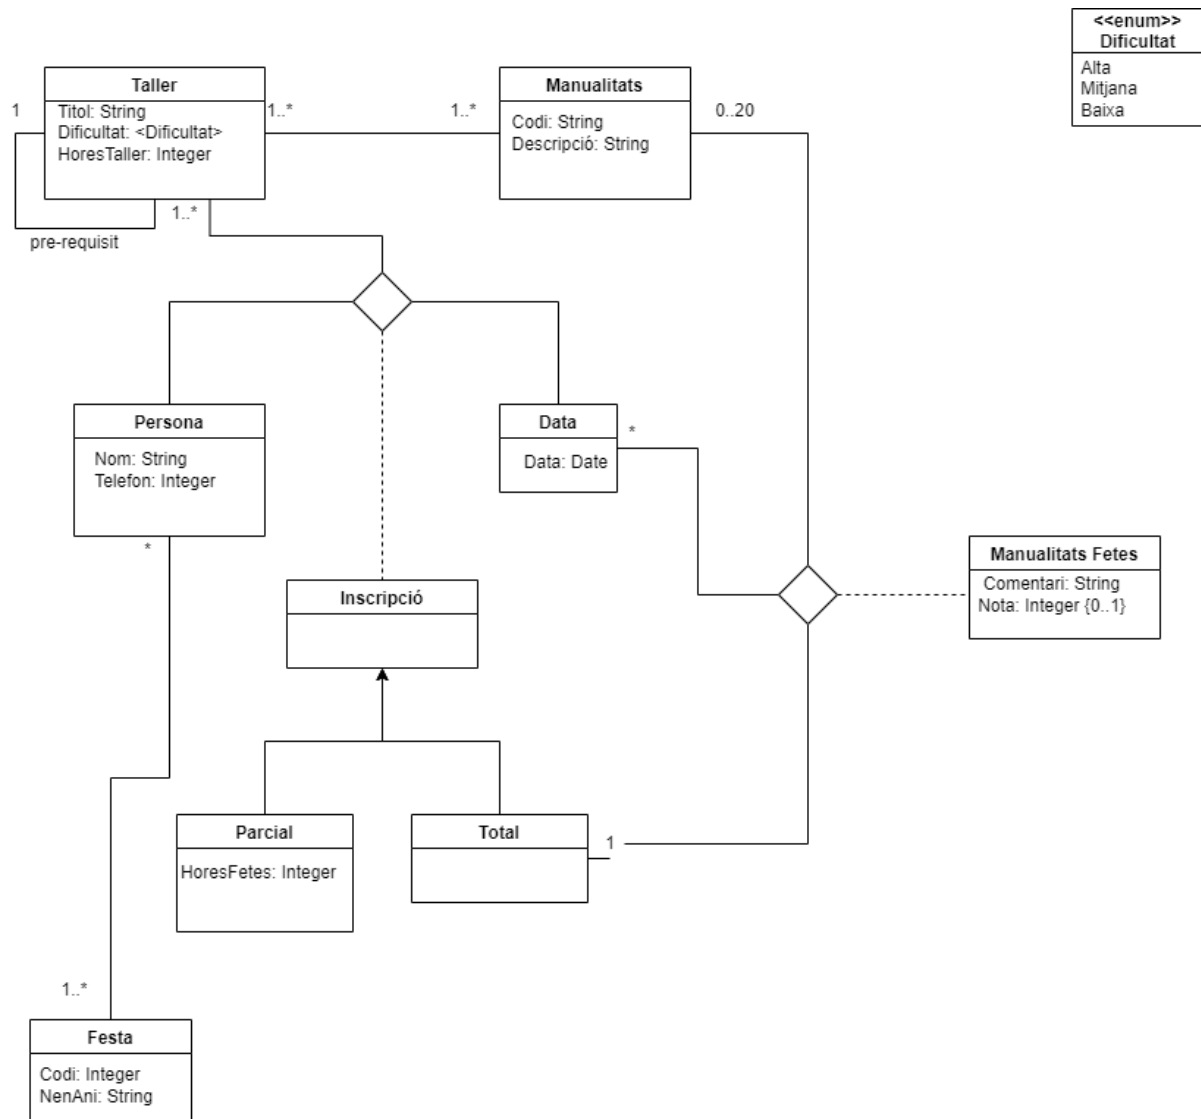 <<enum>>
Dificultat
Alta
Mitjana
Baixa
Taller
Titol: String
Dificultat: <Dificultat>
HoresTaller: Integer
1
1..*
1..*
Manualitats
Codi: String
Descripció: String
0..20
1..*
pre-requisit
Persona
Nom: String
Telefon: Integer
*
Data
Data: Date
*
Manualitats Fetes
Comentari: String
Nota: Integer {0..1}
Inscripció
Parcial
HoresFetes: Integer
Total
1
1..*
Festa
Codi: Integer
NenAni: String